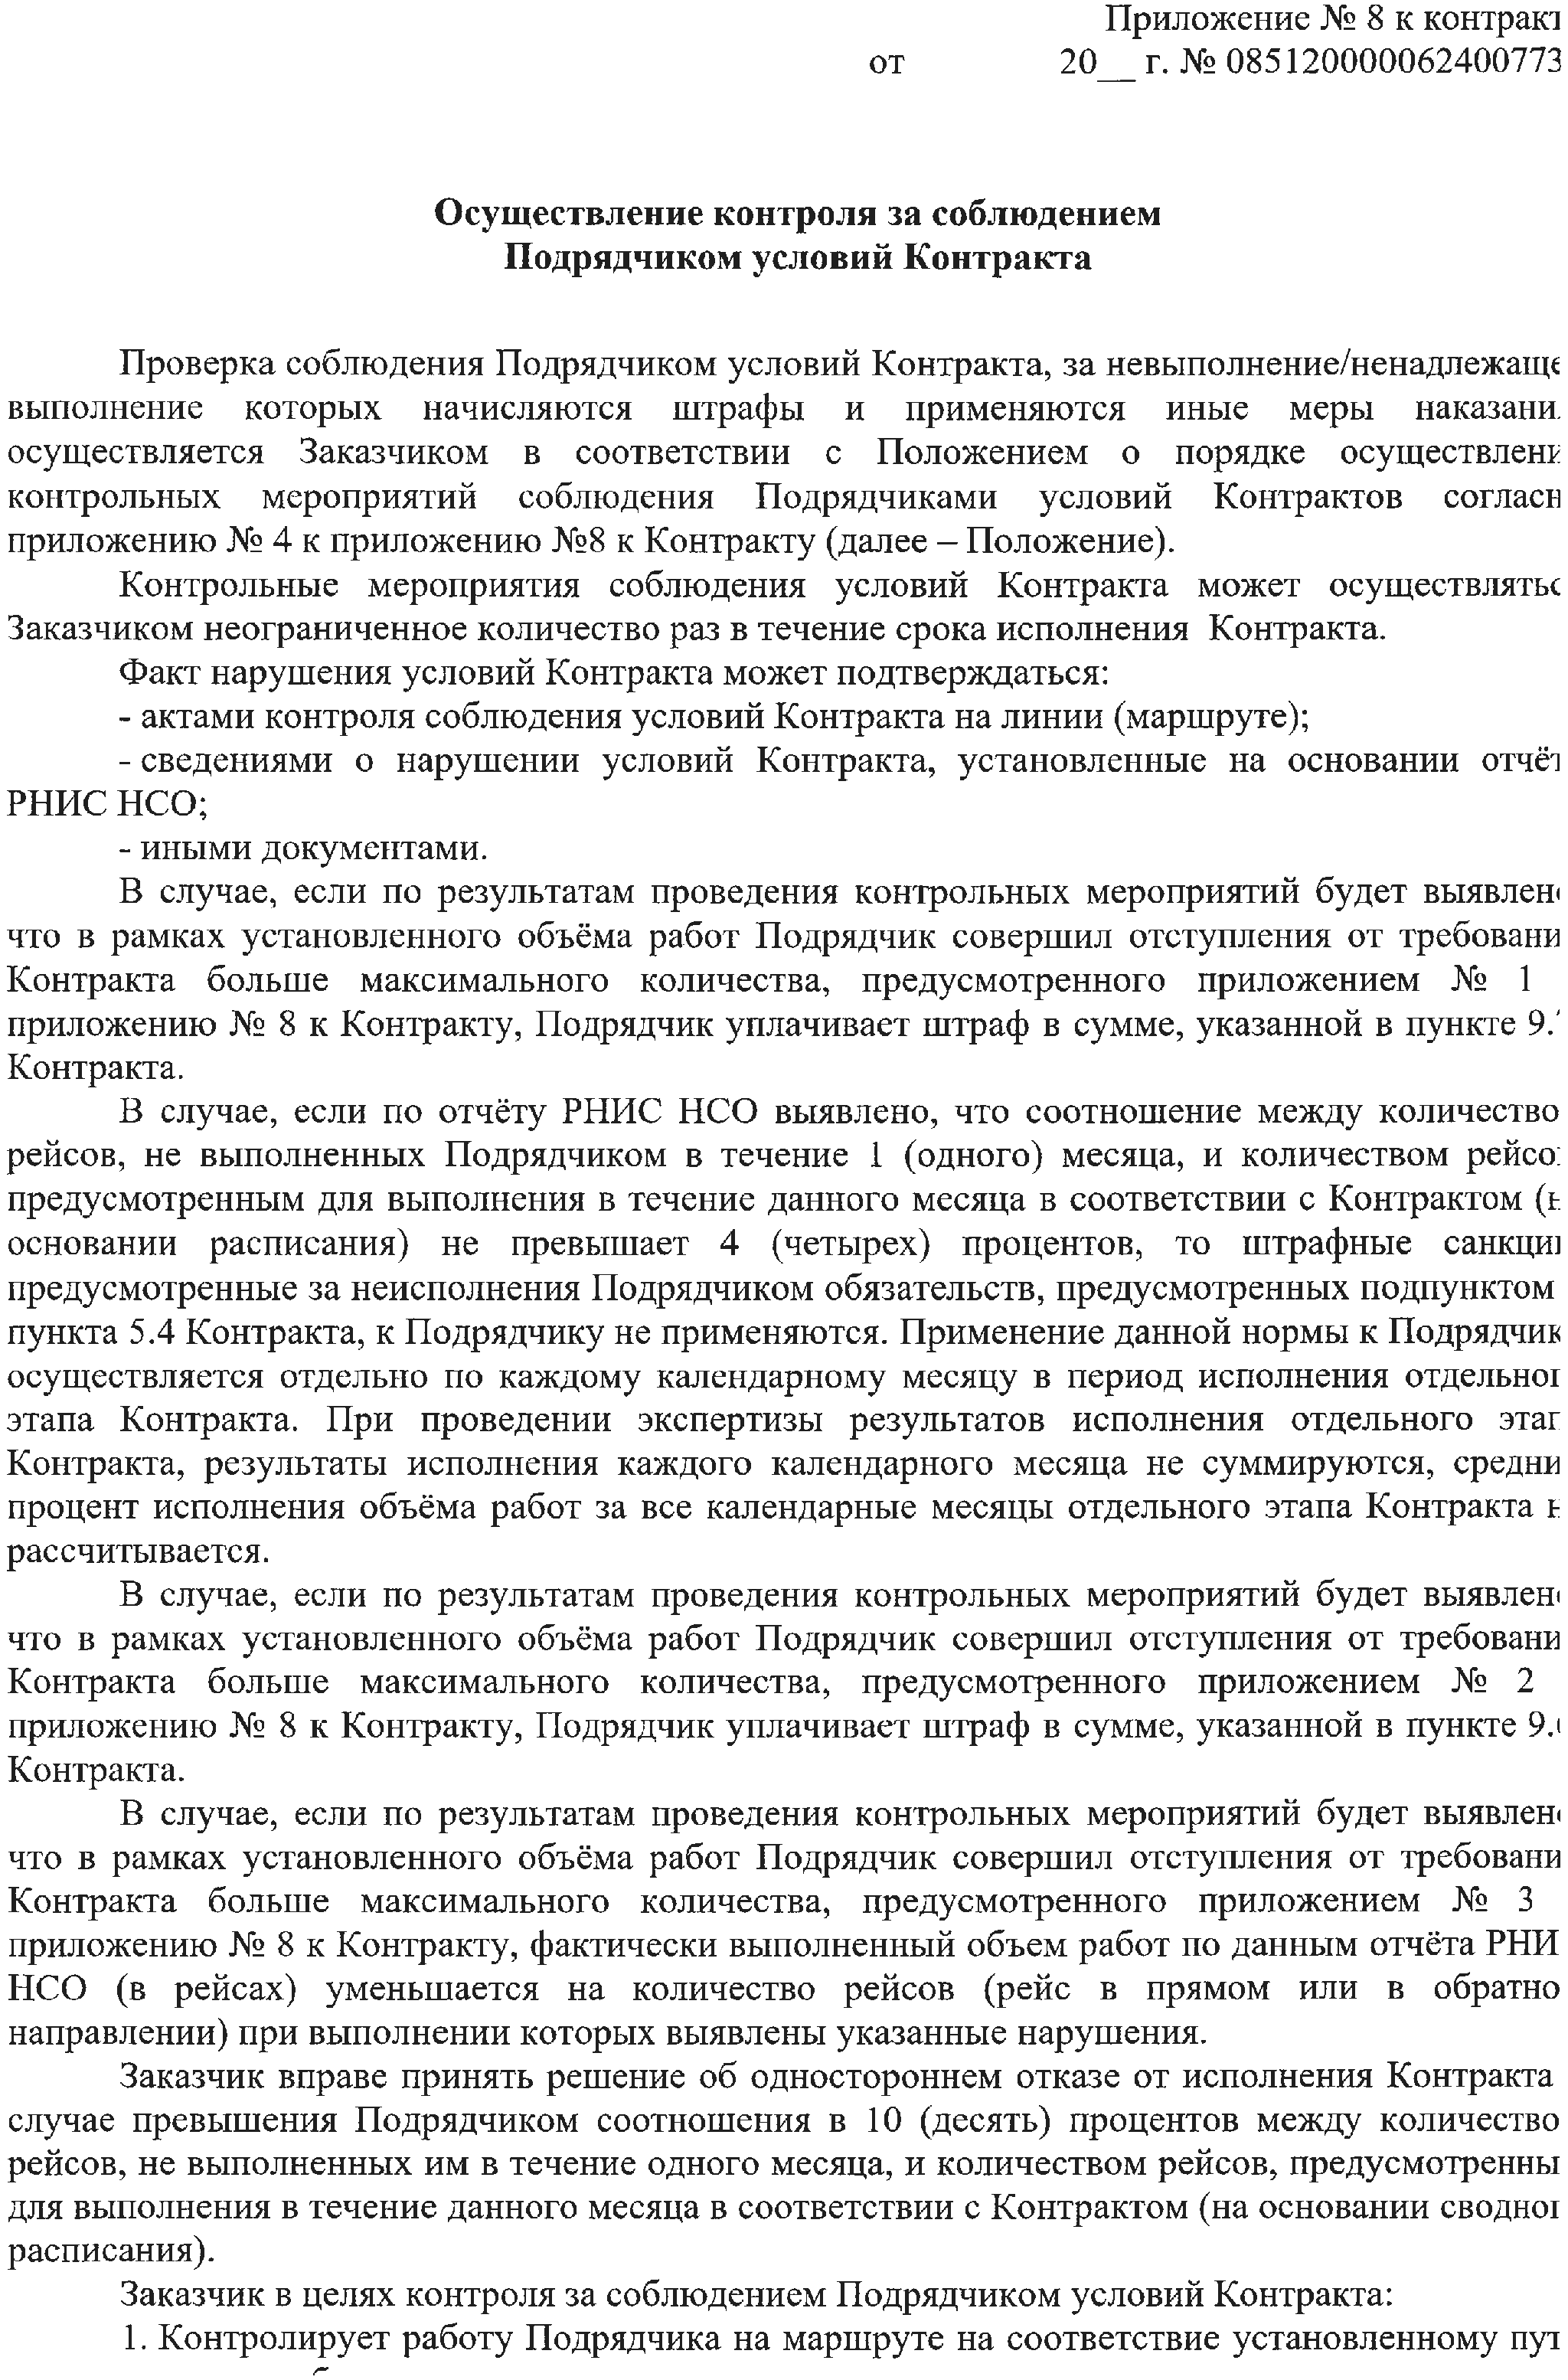 Приложение № 8 к контракт
от 20__ г. № 085120000062400773
Осуществление контроля за соблюдением
Подрядчиком условий Контракта
Проверка соблюдения Подрядчиком условий Контракта, за невыполнение/ненадлежаще
выполнение которых начисляются штрафы и применяются иные меры наказани
осуществляется Заказчиком в соответствии с Положением о порядке осуществлени
контрольных мероприятий соблюдения Подрядчиками условий Контрактов согласн
приложению № 4 к приложению №8 к Контракту (далее – Положение).
Контрольные мероприятия соблюдения условий Контракта может осуществлятьс
Заказчиком неограниченное количество раз в течение срока исполнения Контракта.
Факт нарушения условий Контракта может подтверждаться:
- актами контроля соблюдения условий Контракта на линии (маршруте);
- сведениями о нарушении условий Контракта, установленные на основании отчёт
РНИС НСО;
- иными документами.
В случае, если по результатам проведения контрольных мероприятий будет выявлен
что в рамках установленного объёма работ Подрядчик совершил отступления от требовани
Контракта больше максимального количества, предусмотренного приложением № 1
приложению № 8 к Контракту, Подрядчик уплачивает штраф в сумме, указанной в пункте 9.
Контракта.
В случае, если по отчёту РНИС НСО выявлено, что соотношение между количество
рейсов, не выполненных Подрядчиком в течение 1 (одного) месяца, и количеством рейсо
предусмотренным для выполнения в течение данного месяца в соответствии с Контрактом (н
основании расписания) не превышает 4 (четырех) процентов, то штрафные санкци
предусмотренные за неисполнения Подрядчиком обязательств, предусмотренных подпунктом
пункта 5.4 Контракта, к Подрядчику не применяются. Применение данной нормы к Подрядчик
осуществляется отдельно по каждому календарному месяцу в период исполнения отдельног
этапа Контракта. При проведении экспертизы результатов исполнения отдельного этап
Контракта, результаты исполнения каждого календарного месяца не суммируются, средни
процент исполнения объёма работ за все календарные месяцы отдельного этапа Контракта н
рассчитывается.
В случае, если по результатам проведения контрольных мероприятий будет выявлен
что в рамках установленного объёма работ Подрядчик совершил отступления от требовани
Контракта больше максимального количества, предусмотренного приложением № 2
приложению № 8 к Контракту, Подрядчик уплачивает штраф в сумме, указанной в пункте 9.
Контракта.
В случае, если по результатам проведения контрольных мероприятий будет выявлен
что в рамках установленного объёма работ Подрядчик совершил отступления от требовани
Контракта больше максимального количества, предусмотренного приложением № 3
приложению № 8 к Контракту, фактически выполненный объем работ по данным отчёта РНИ
НСО (в рейсах) уменьшается на количество рейсов (рейс в прямом или в обратно
направлении) при выполнении которых выявлены указанные нарушения.
Заказчик вправе принять решение об одностороннем отказе от исполнения Контракта
случае превышения Подрядчиком соотношения в 10 (десять) процентов между количество
рейсов, не выполненных им в течение одного месяца, и количеством рейсов, предусмотренны
для выполнения в течение данного месяца в соответствии с Контрактом (на основании сводног
расписания).
Заказчик в целях контроля за соблюдением Подрядчиком условий Контракта:
1. Контролирует работу Подрядчика на маршруте на соответствие установленному пут